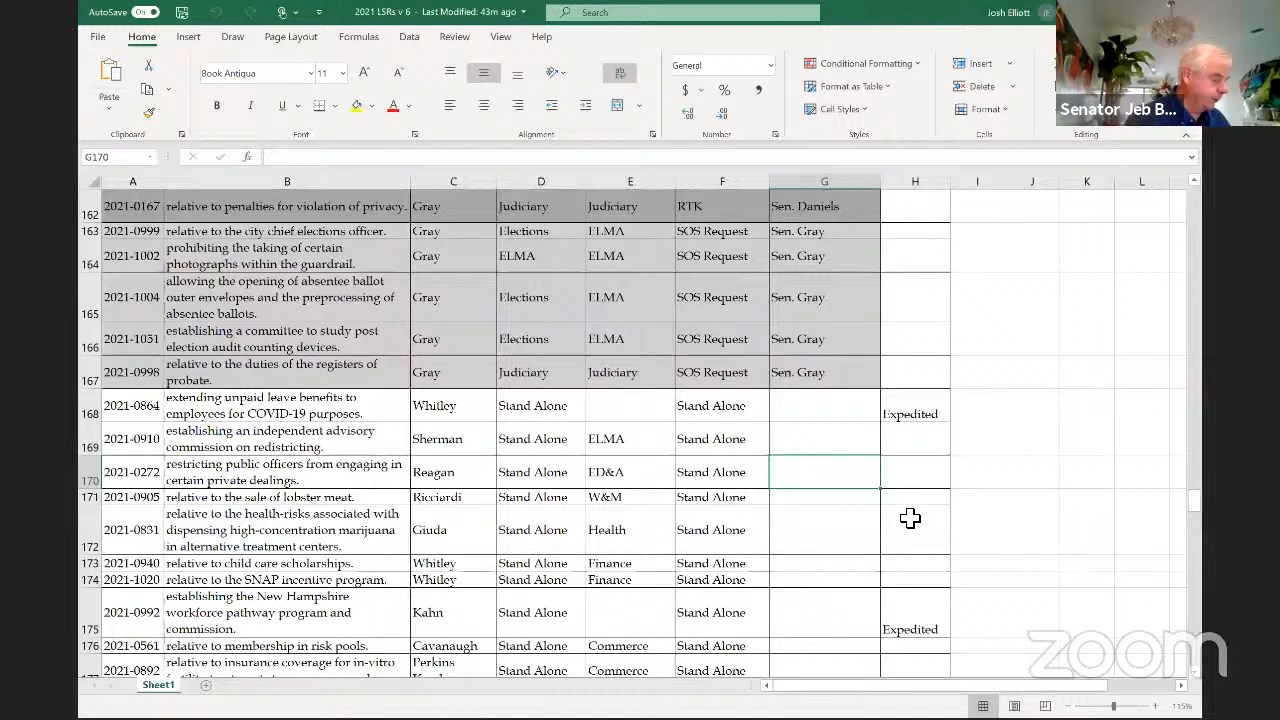 AutoSave On
2021 LSRs v 6 - Last Modified: 43m ago
Search
Josh Elliott
JE
File Home Insert Draw Page Layout Formulas Data Review View Help
Book Antiqua 11
General
Conditional Formatting
Insert
Format as Table
Delete
Cell Styles
Format
Paste
B I U
$ % ,
Clipboard Font Alignment Number Styles Cells Editing
Senator Jeb B...
G170 fx
A B C D E F G H I J K L
162 2021-0167 relative to penalties for violation of privacy. Gray Judiciary Judiciary RTK Sen. Daniels
163 2021-0999 relative to the city chief elections officer. Gray Elections ELMA SOS Request Sen. Gray
164 2021-1002 prohibiting the taking of certain
photographs within the guardrail. Gray ELMA ELMA SOS Request Sen. Gray
165 2021-1004 allowing the opening of absentee ballot
outer envelopes and the preprocessing of
absentee ballots. Gray Elections ELMA SOS Request Sen. Gray
166 2021-1031 establishing a committee to study post
election audit counting devices. Gray Elections ELMA SOS Request Sen. Gray
167 2021-0998 relative to the duties of the registers of
probate. Gray Judiciary Judiciary SOS Request Sen. Gray
168 2021-0864 extending unpaid leave benefits to
employees for COVID-19 purposes. Whitley Stand Alone Stand Alone Expedited
169 2021-0910 establishing an independent advisory
commission on redistricting. Sherman Stand Alone ELMA Stand Alone
170 2021-0272 restricting public officers from engaging in
certain private dealings. Reagan Stand Alone ED&A Stand Alone
171 2021-0905 relative to the sale of lobster meat. Ricciardi Stand Alone W&M Stand Alone
172 2021-0831 relative to the health-risks associated with
dispensing high-concentration marijuana
in alternative treatment centers. Giuda Stand Alone Health Stand Alone
173 2021-0940 relative to child care scholarships. Whitley Stand Alone Finance Stand Alone
174 2021-1020 relative to the SNAP incentive program. Whitley Stand Alone Finance Stand Alone
175 2021-0992 establishing the New Hampshire
workforce pathway program and
commission. Kahn Stand Alone Stand Alone Expedited
176 2021-0561 relative to membership in risk pools. Cavanaugh Stand Alone Commerce Stand Alone
2021-0892 relative to insurance coverage for in-vitro Perkins Stand Alone Commerce Stand Alone
Sheet1
115%
zoom